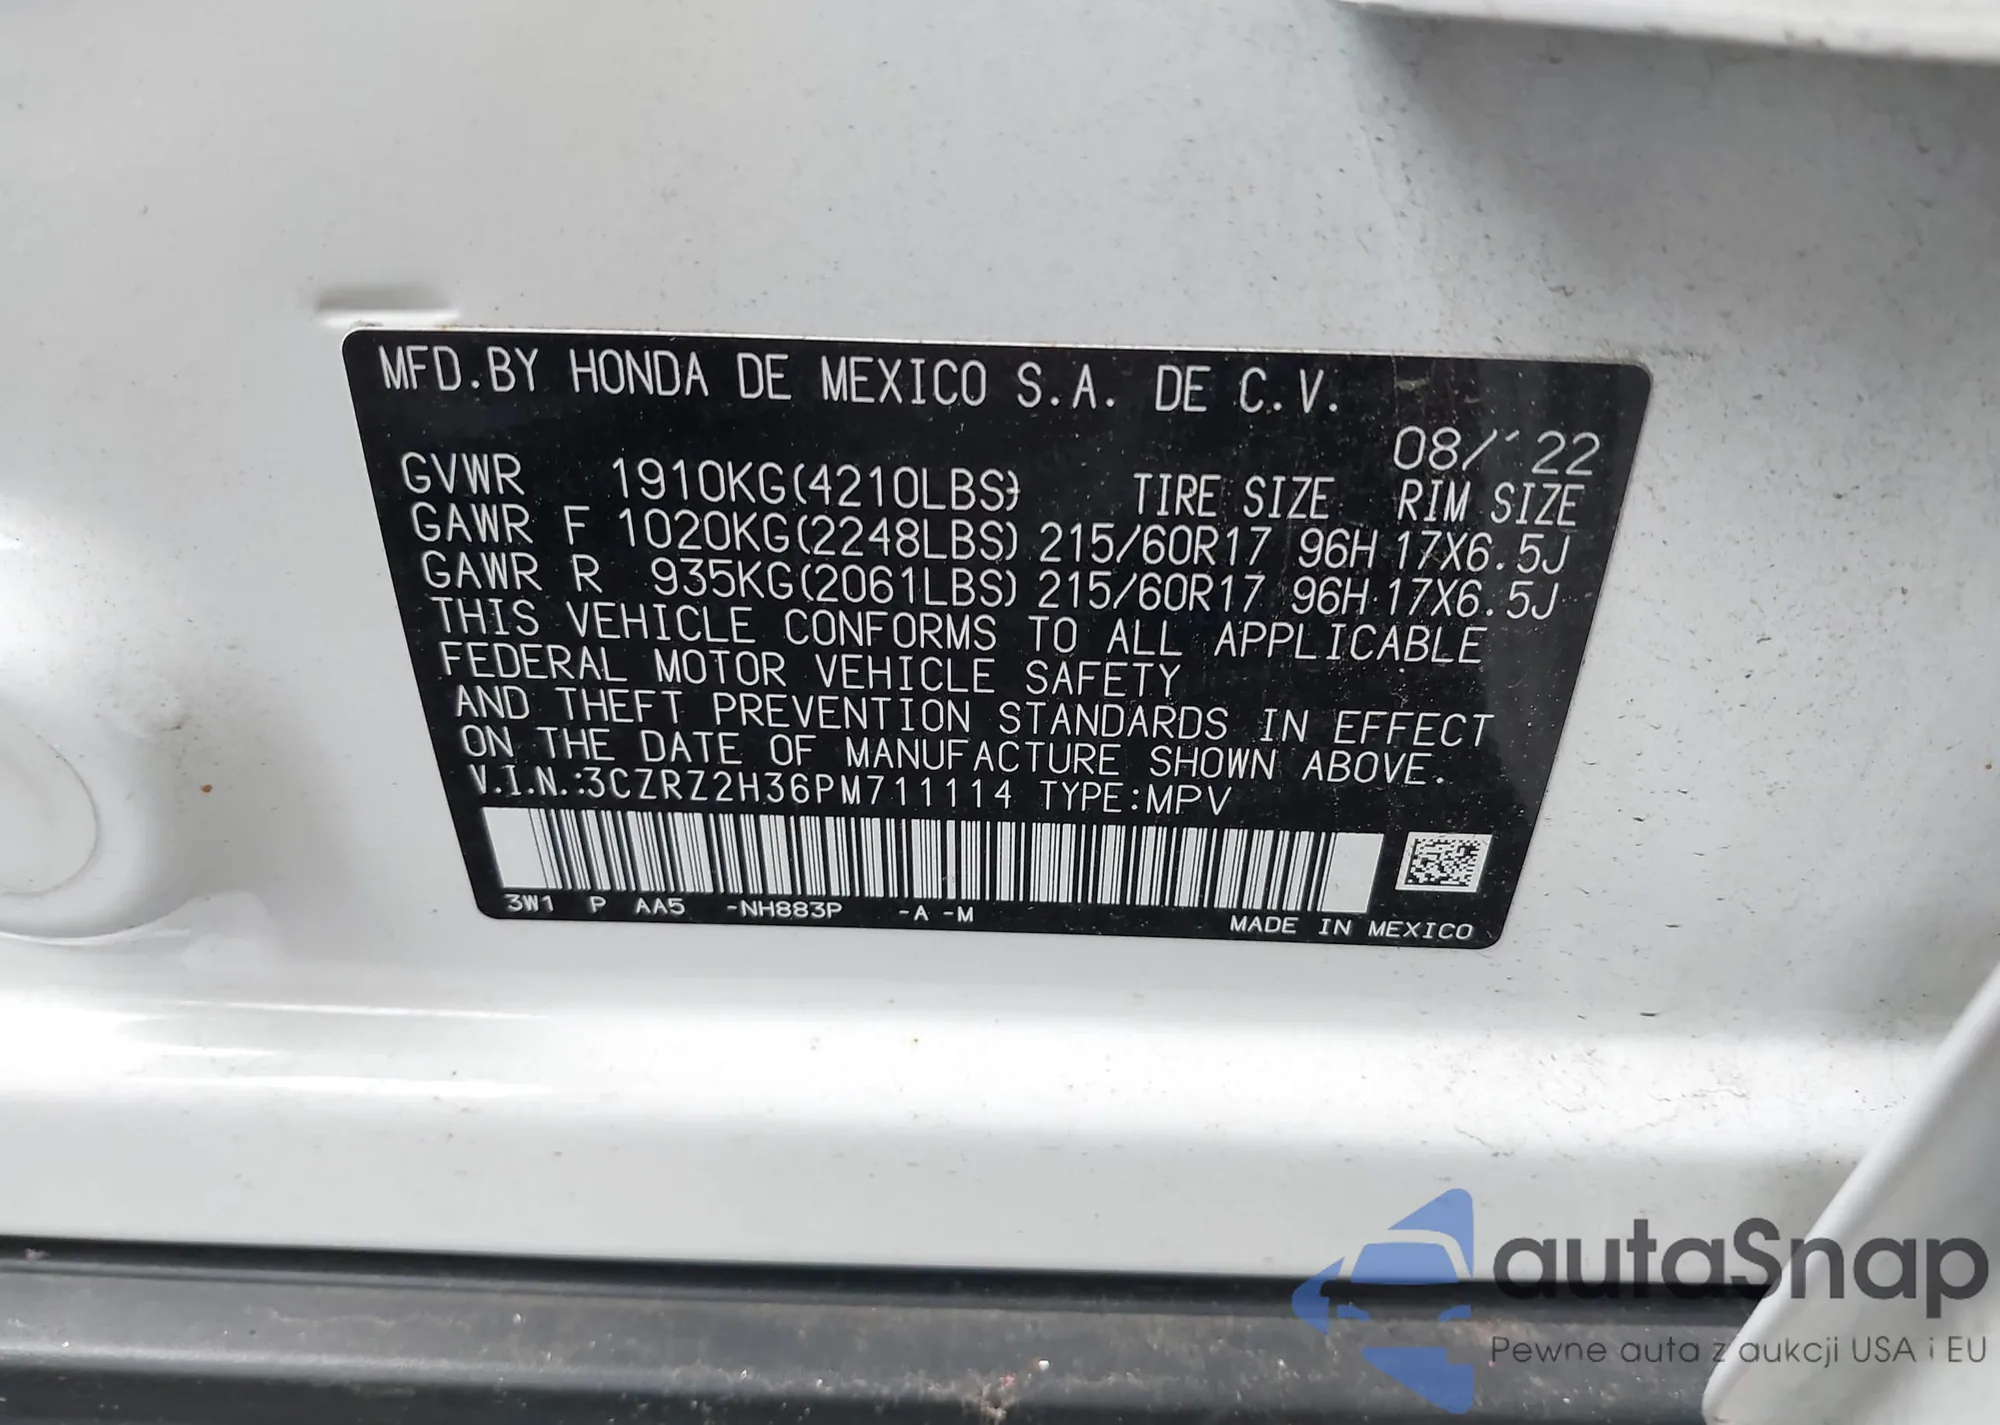 MFD.BY HONDA DE MEXICO S.A. DE C.V.
08/'22
GVWR 1910KG(4210LBS) TIRE SIZE RIM SIZE
GAWR F 1020KG(2248LBS) 215/60R17 96H 17X6.5J
GAWR R 935KG(2061LBS) 215/60R17 96H 17X6.5J
THIS VEHICLE CONFORMS TO ALL APPLICABLE
FEDERAL MOTOR VEHICLE SAFETY
AND THEFT PREVENTION STANDARDS IN EFFECT
ON THE DATE OF MANUFACTURE SHOWN ABOVE.
V.I.N.:3CZRZ2H36PM711114 TYPE:MPV
3W1 P AA5 -NH883P -A -M
MADE IN MEXICO
autaSnap
Pewne auta z aukcji USA i EU